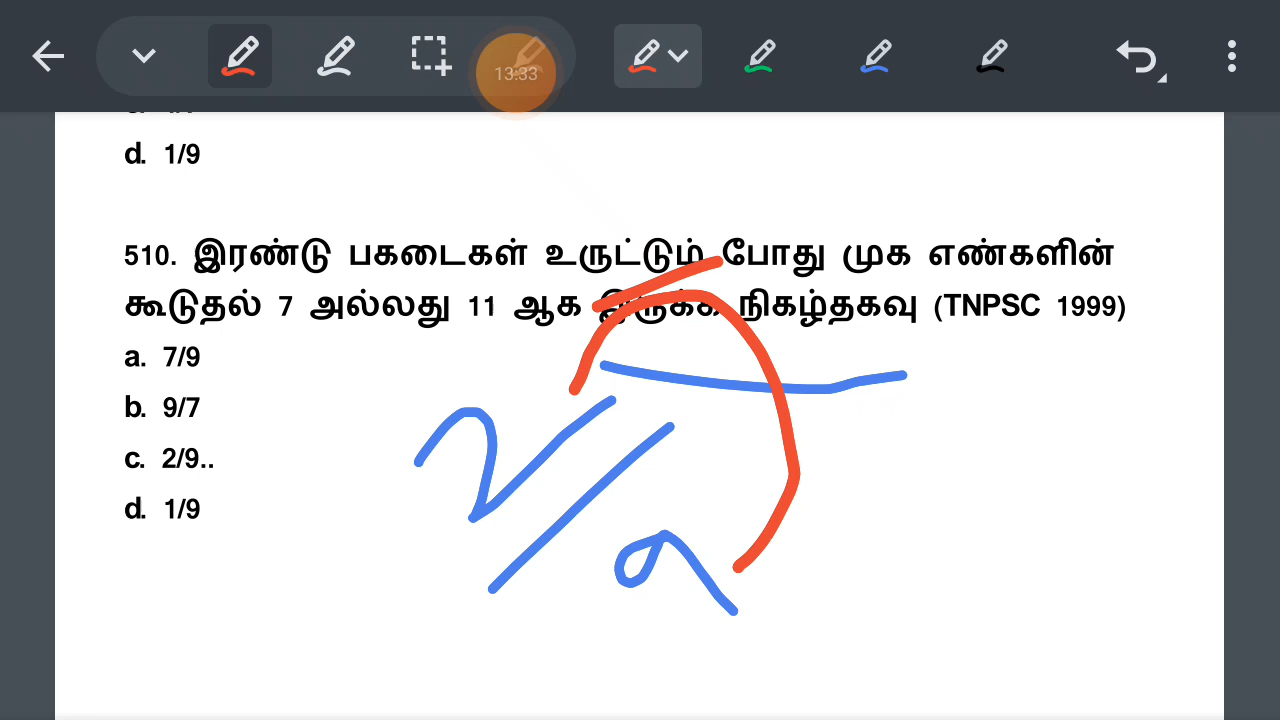 13:33
d. 1/9
510. இரண்டு பகடைகள் உருட்டும் போது முக எண்களின்
கூடுதல் 7 அல்லது 11 ஆக இருக்க நிகழ்தகவு (TNPSC 1999)
a. 7/9
b. 9/7
c. 2/9..
d. 1/9
2/9